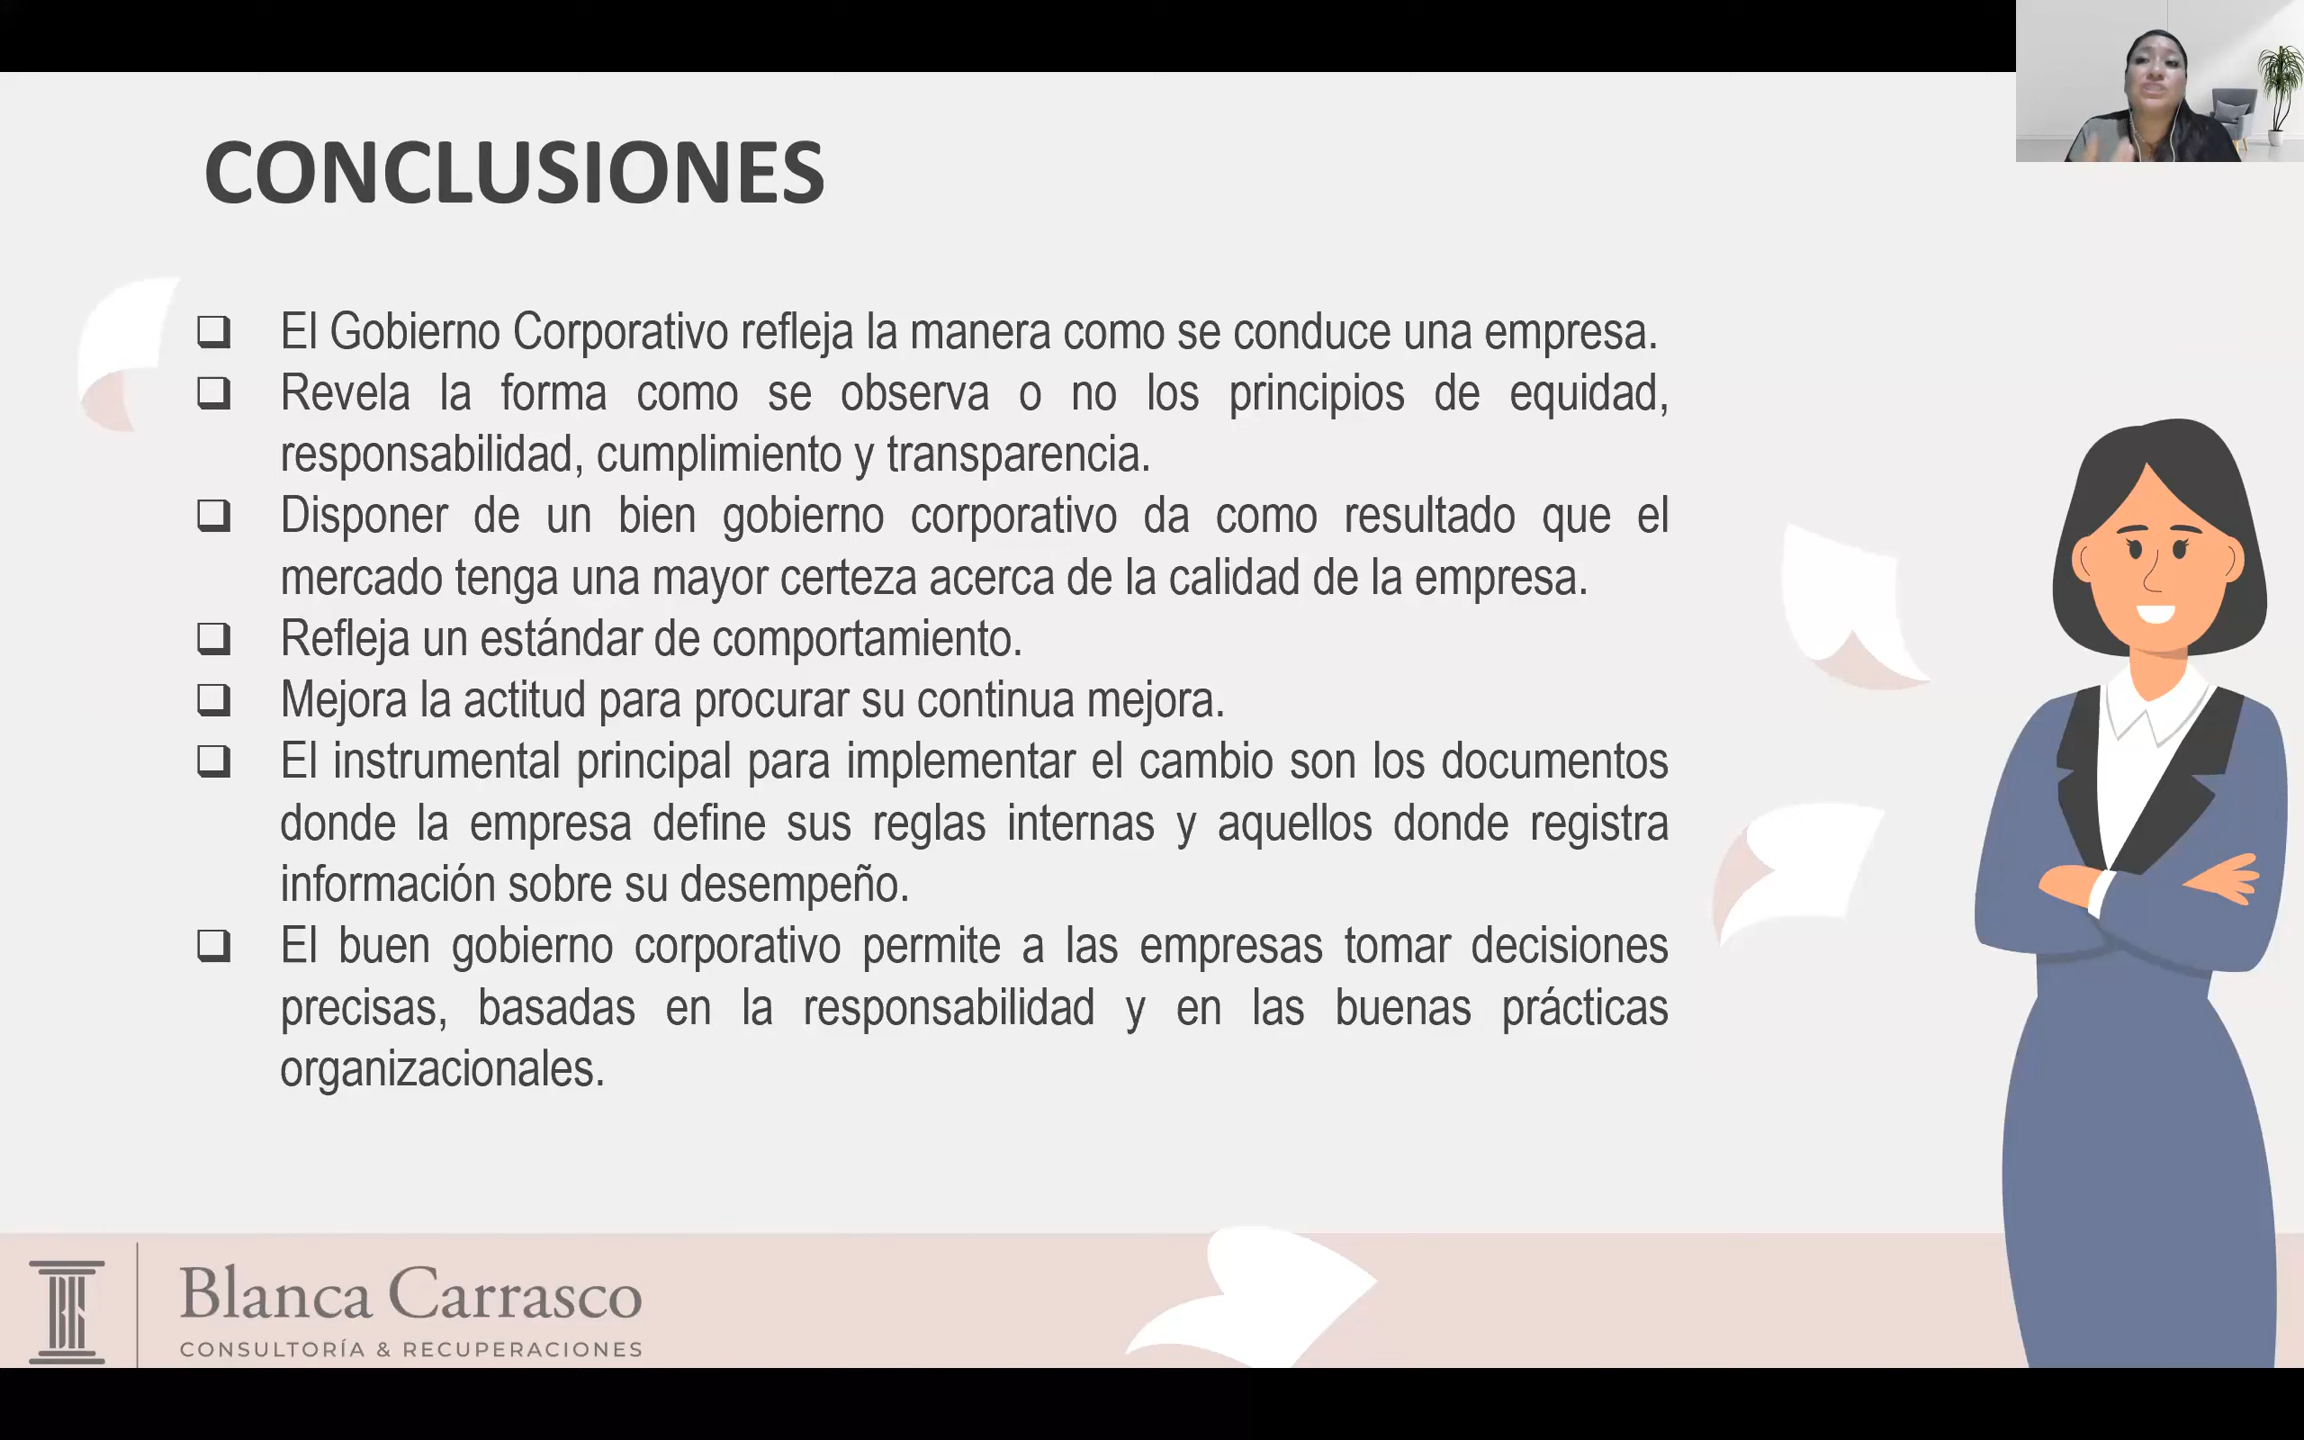 CONCLUSIONES
❑ El Gobierno Corporativo refleja la manera como se conduce una empresa.
❑ Revela la forma como se observa o no los principios de equidad,
responsabilidad, cumplimiento y transparencia.
❑ Disponer de un bien gobierno corporativo da como resultado que el
mercado tenga una mayor certeza acerca de la calidad de la empresa.
❑ Refleja un estándar de comportamiento.
❑ Mejora la actitud para procurar su continua mejora.
❑ El instrumental principal para implementar el cambio son los documentos
donde la empresa define sus reglas internas y aquellos donde registra
información sobre su desempeño.
❑ El buen gobierno corporativo permite a las empresas tomar decisiones
precisas, basadas en la responsabilidad y en las buenas prácticas
organizacionales.
Blanca Carrasco
CONSULTORÍA & RECUPERACIONES